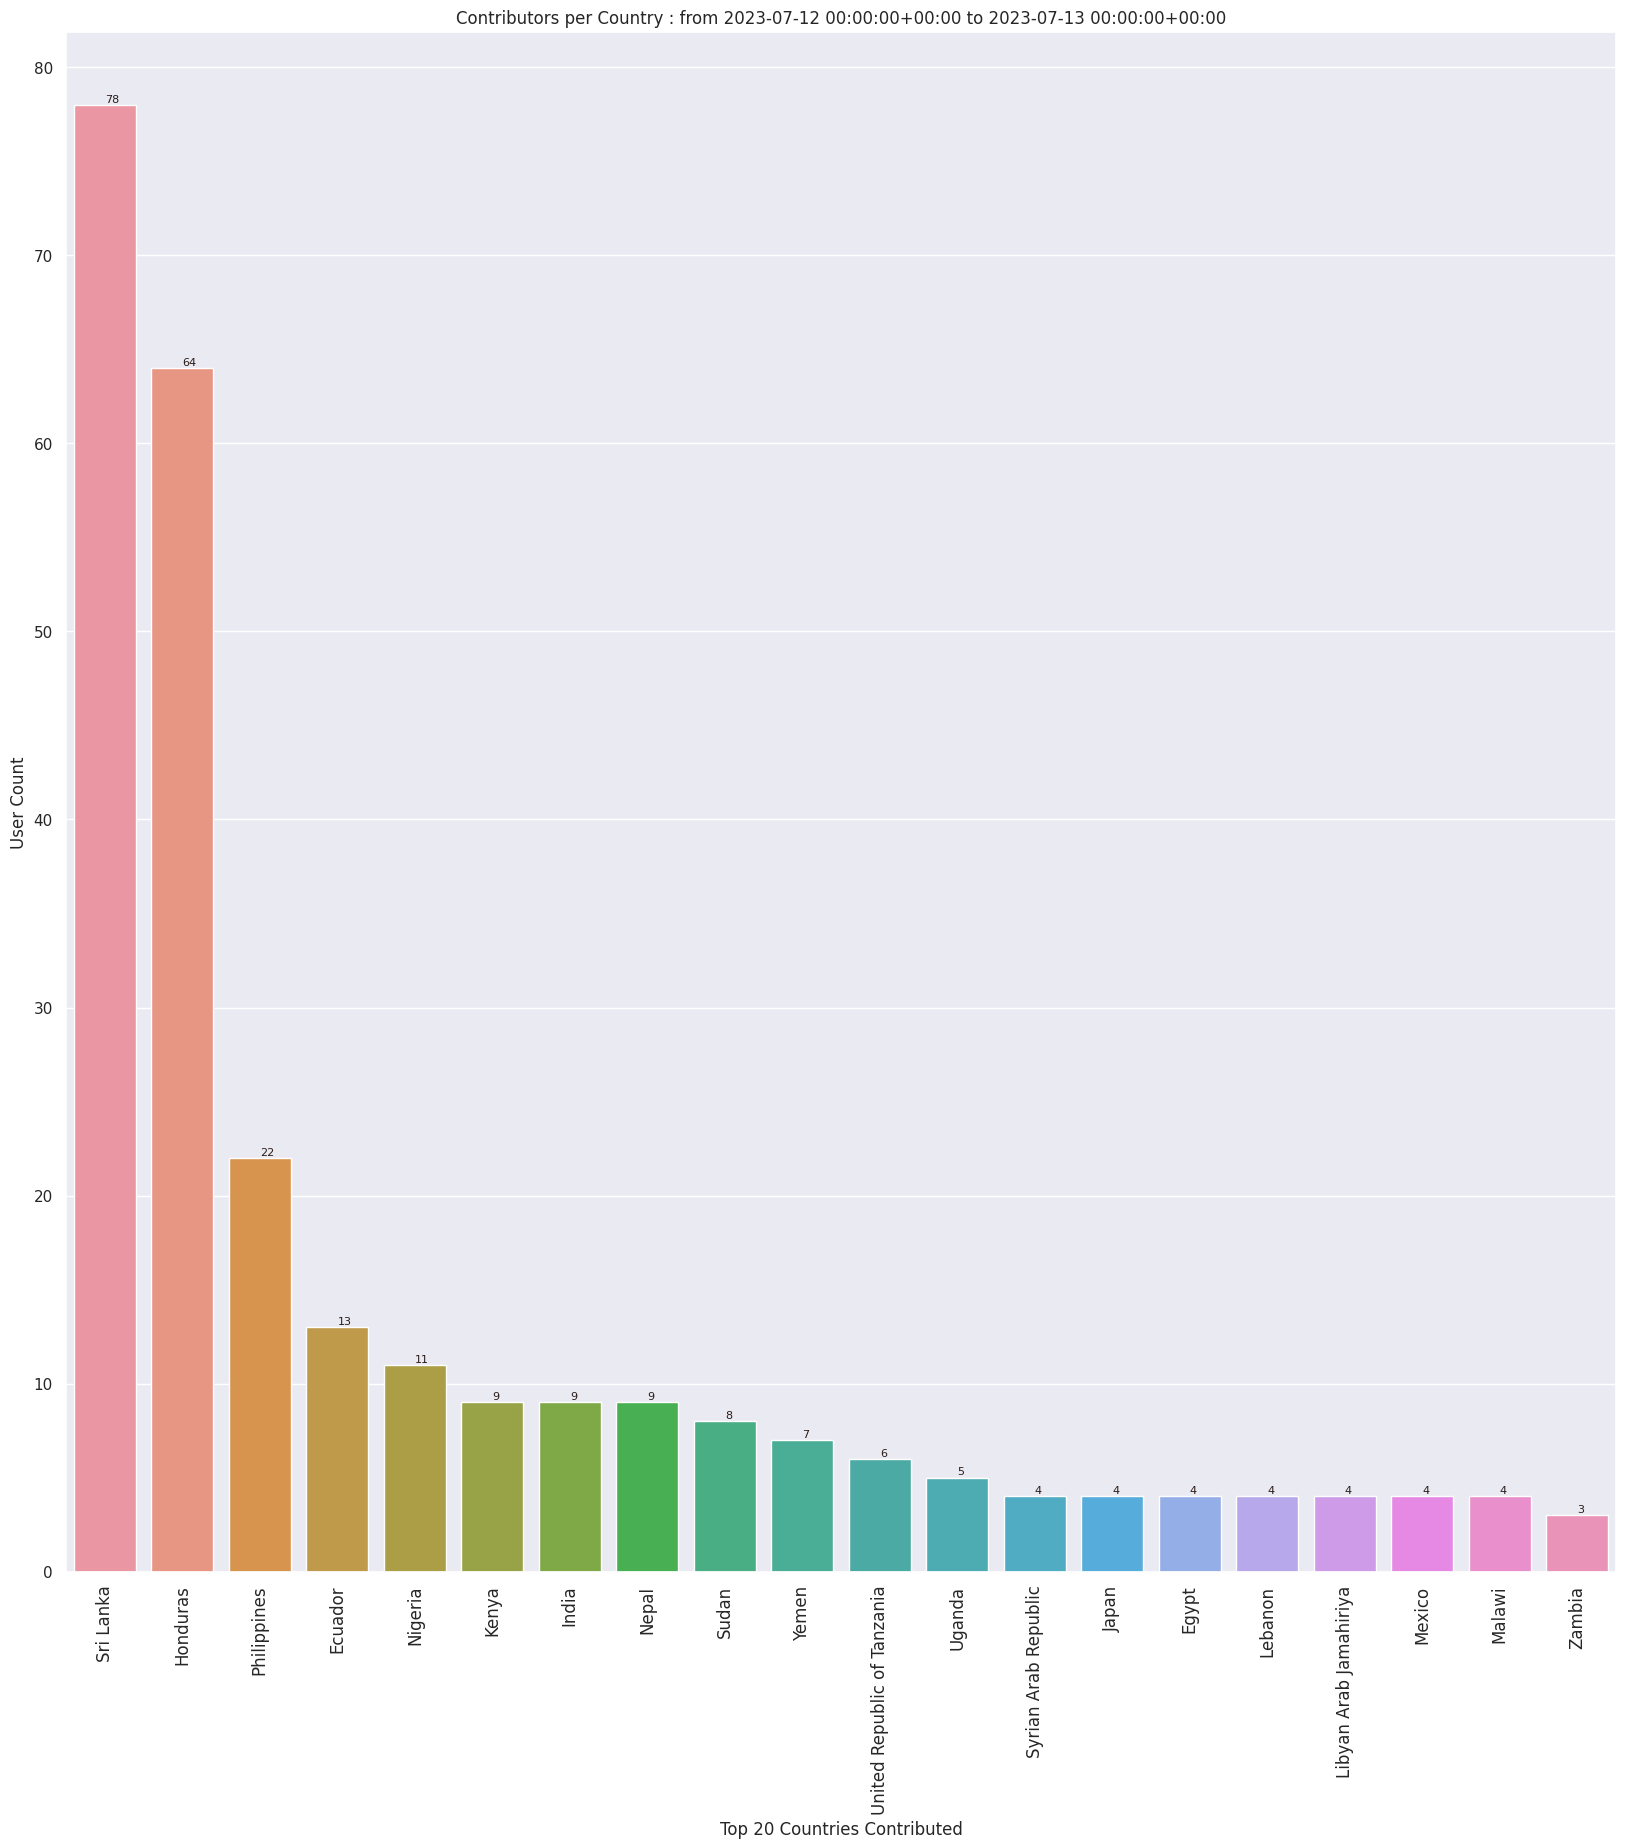 Contributors per Country : from 2023-07-12 00:00:00+00:00 to 2023-07-13 00:00:00+00:00
80
70
60
50
40
30
20
10
0
User Count
78
64
22
13
11
9
9
9
8
7
6
5
4
4
4
4
4
4
4
3
Sri Lanka
Honduras
Philippines
Ecuador
Nigeria
Kenya
India
Nepal
Sudan
Yemen
United Republic of Tanzania
Uganda
Syrian Arab Republic
Japan
Egypt
Lebanon
Libyan Arab Jamahiriya
Mexico
Malawi
Zambia
Top 20 Countries Contributed